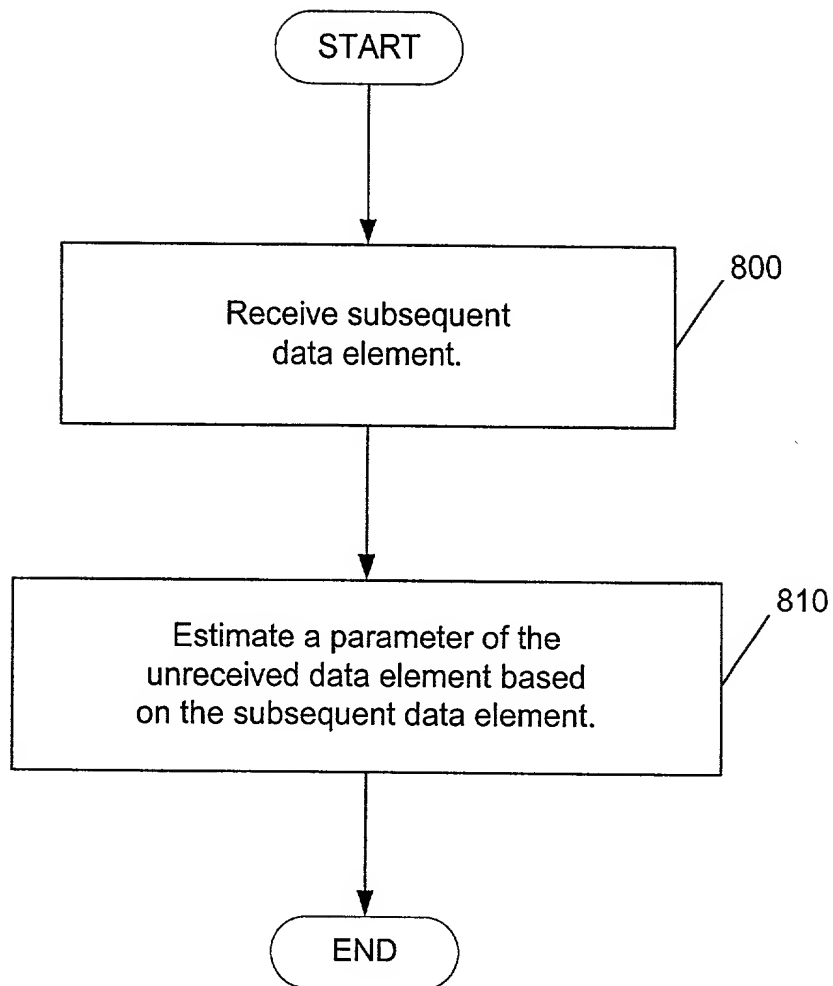 START
800
Receive subsequent
data element.
810
Estimate a parameter of the
unreceived data element based
on the subsequent data element.
END